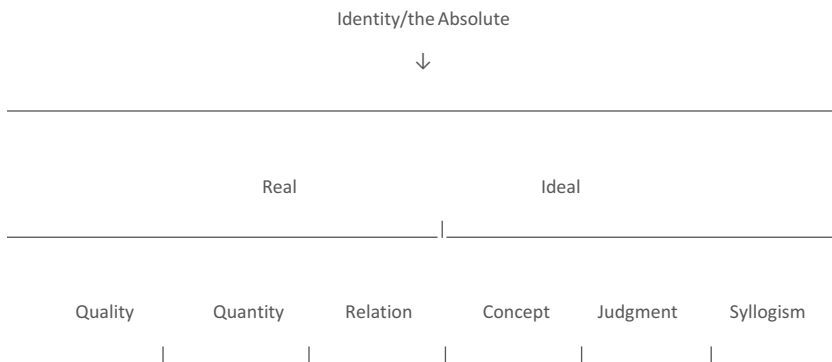 Identity/the Absolute
↓
Real Ideal
Quality Quantity Relation Concept Judgment Syllogism